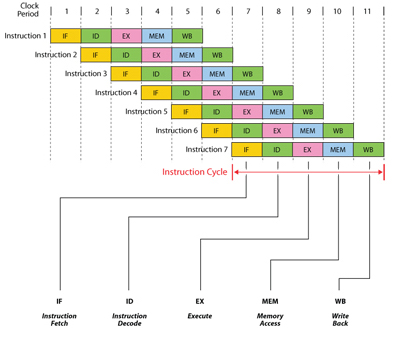 Clock
Period 1 2 3 4 5 6 7 8 9 10 11
Instruction 1 IF ID EX MEM WB
Instruction 2 IF ID EX MEM WB
Instruction 3 IF ID EX MEM WB
Instruction 4 IF ID EX MEM WB
Instruction 5 IF ID EX MEM WB
Instruction 6 IF ID EX MEM WB
Instruction 7 IF ID EX MEM WB
Instruction Cycle
IF ID EX MEM WB
Instruction Instruction Execute Memory Write
Fetch Decode Access Back